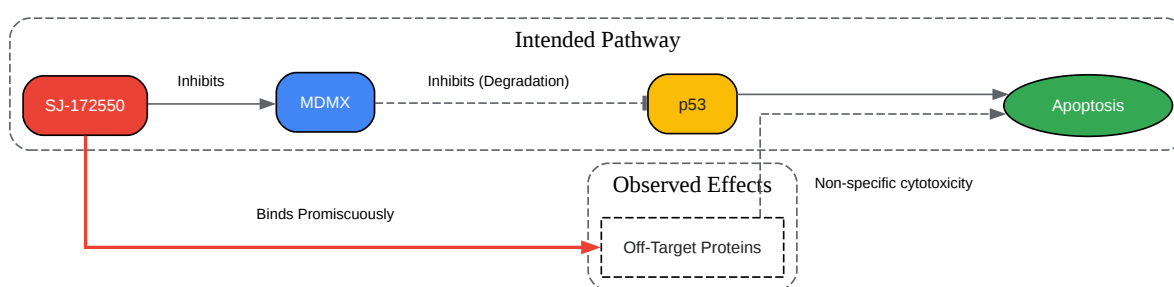 Intended Pathway
SJ-172550
Inhibits
MDMX
Inhibits (Degradation)
p53
Apoptosis
Observed Effects
Non-specific cytotoxicity
Binds Promiscuously
Off-Target Proteins